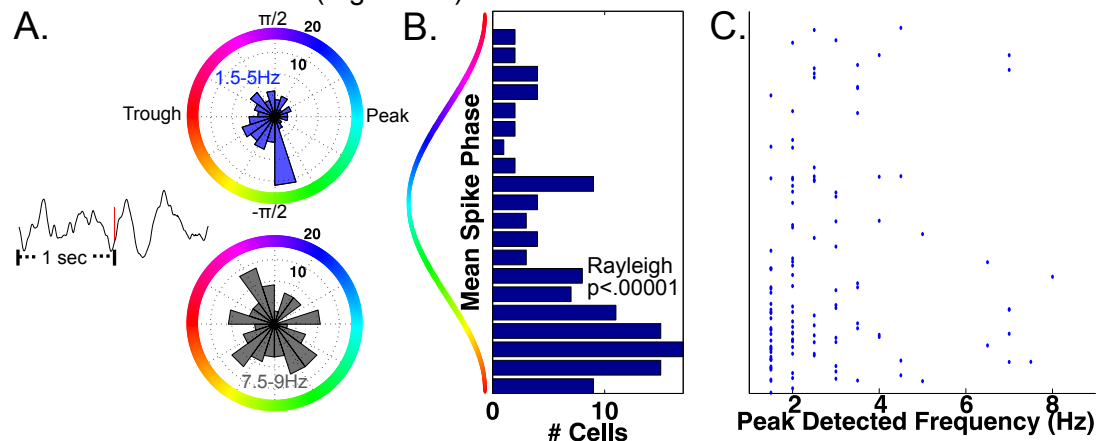 A.
π/2
20
10
1.5-5Hz
Trough
Peak
-π/2
1 sec
20
10
7.5-9Hz
B.
Mean Spike Phase
Rayleigh
p<.00001
0
10
# Cells
C.
2
4
6
8
Peak Detected Frequency (Hz)